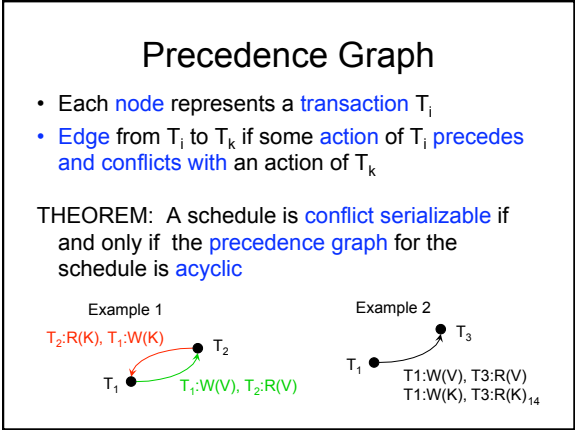 Precedence Graph
• Each node represents a transaction Ti
• Edge from Ti to Tk if some action of Ti precedes
and conflicts with an action of Tk
THEOREM: A schedule is conflict serializable if
and only if the precedence graph for the
schedule is acyclic
Example 1
T2:R(K), T1:W(K)
T2
T1
T1:W(V), T2:R(V)
Example 2
T3
T1
T1:W(V), T3:R(V)
T1:W(K), T3:R(K)
14